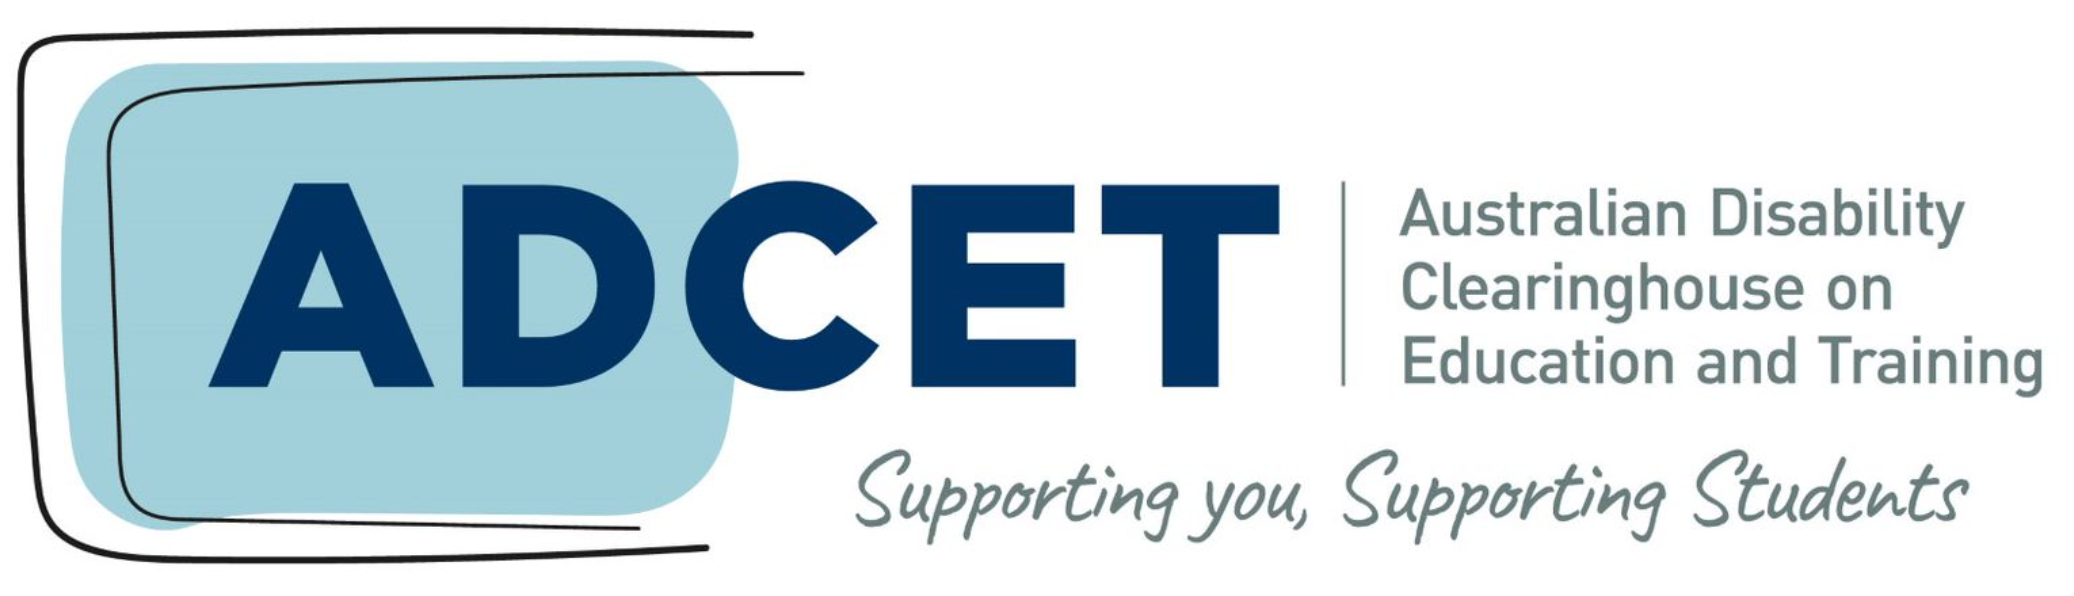 ADCET
Australian Disability
Clearinghouse on
Education and Training
Supporting you, Supporting Students